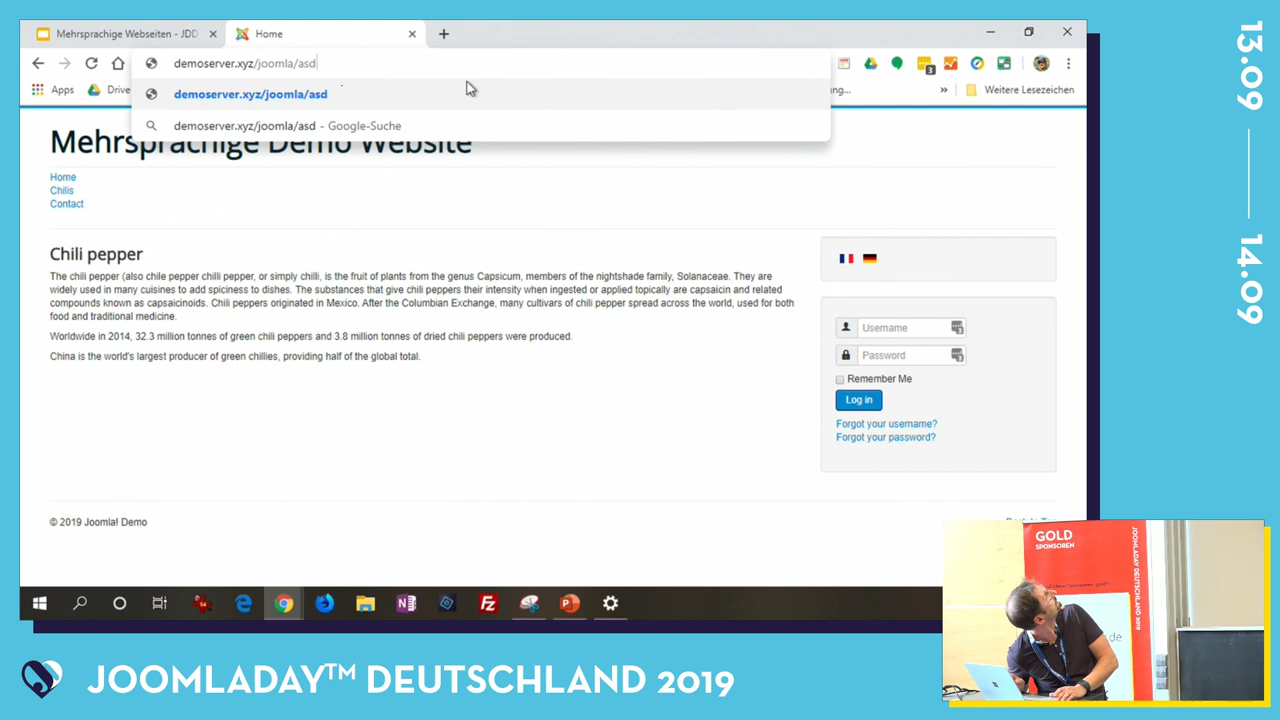 Mehrsprachige Webseiten - JDD
Home
demoserver.xyz/joomla/asd
Apps
Drive
demoserver.xyz/joomla/asd
demoserver.xyz/joomla/asd - Google-Suche
Weitere Lesezeichen
Mehrsprachige Demo Website
Home
Chilis
Contact
Chili pepper
The chili pepper (also chile pepper chilli pepper, or simply chilli, is the fruit of plants from the genus Capsicum, members of the nightshade family, Solanaceae. They are
widely used in many cuisines to add spiciness to dishes. The substances that give chili peppers their intensity when ingested or applied topically are capsaicin and related
compounds known as capsaicinoids. Chili peppers originated in Mexico. After the Columbian Exchange, many cultivars of chili pepper spread across the world, used for both
food and traditional medicine.
Worldwide in 2014, 32.3 million tonnes of green chili peppers and 3.8 million tonnes of dried chili peppers were produced.
China is the world's largest producer of green chillies, providing half of the global total.
Username
Password
Remember Me
Log in
Forgot your username?
Forgot your password?
© 2019 Joomla! Demo
13.09
14.09
GOLD
SPONSOREN
JOOMLADAY DEUTSCHLAND 2019
JOOMLADAY™ DEUTSCHLAND 2019